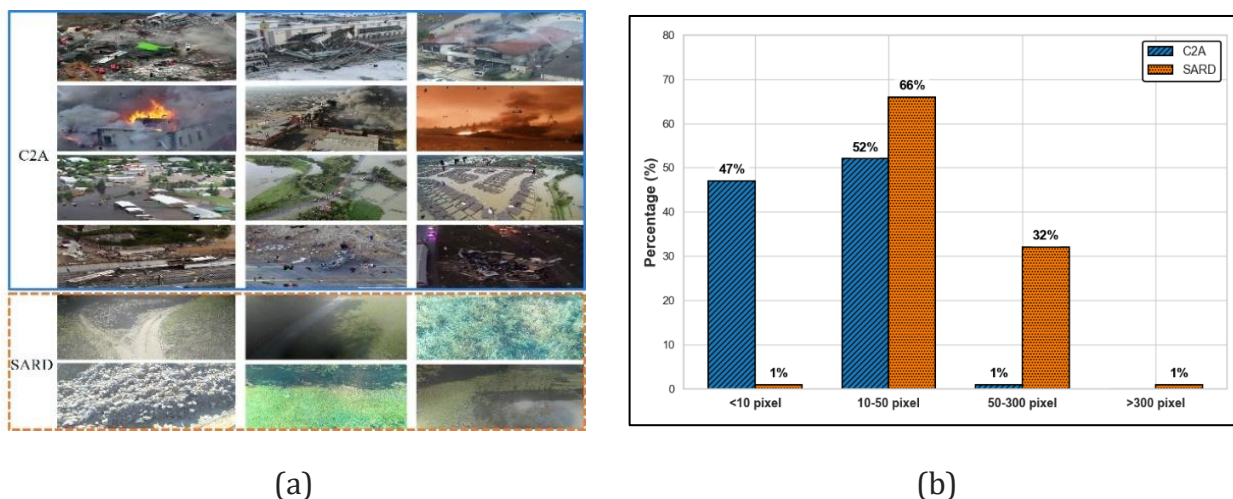 C2A
SARD
(a)
Percentage (%)
80
70
60
50
40
30
20
10
0
C2A
SARD
47%
1%
52%
66%
1%
32%
1%
<10 pixel
10-50 pixel
50-300 pixel
>300 pixel
(b)